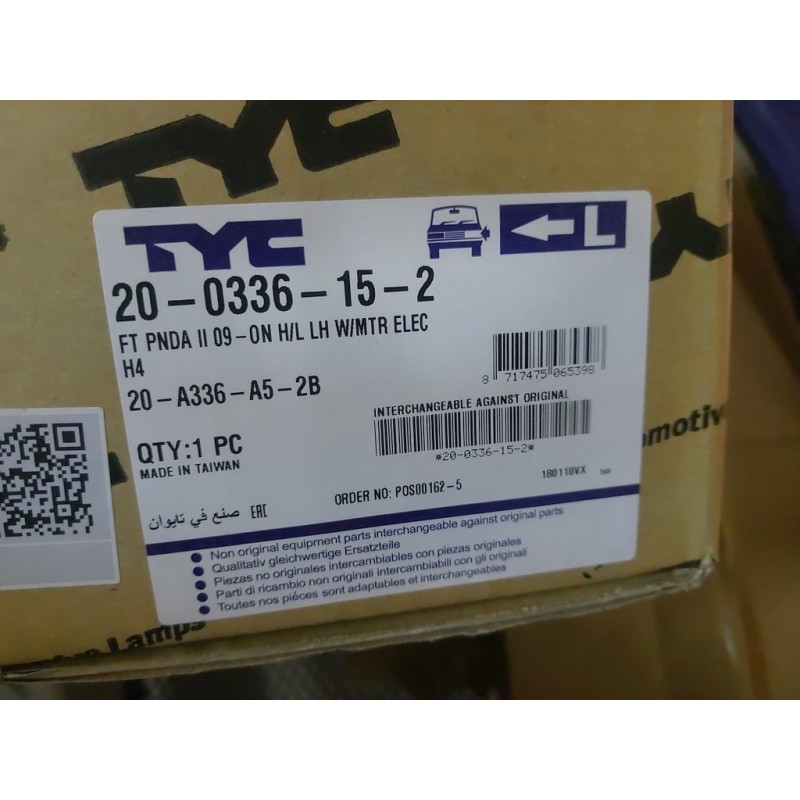 TYC
TYC
L
20-0336-15-2
FT PNDA II 09-ON H/L LH W/MTR ELEC
H4
20-A336-A5-2B
8 717475 065398
INTERCHANGEABLE AGAINST ORIGINAL
*20-0336-15-2*
QTY:1 PC
MADE IN TAIWAN
ORDER NO: POS00162-5
180110VX
صنع في تايوان EAC
Non original equipment parts interchangeable against original parts
Qualitativ gleichwertige Ersatzteile
Piezas no originales intercambiables con piezas originales
Parti di ricambio non originali intercambiabili con gli originali
Toutes nos piéces sont adaptables et interchangeables
omotiv
Lamps